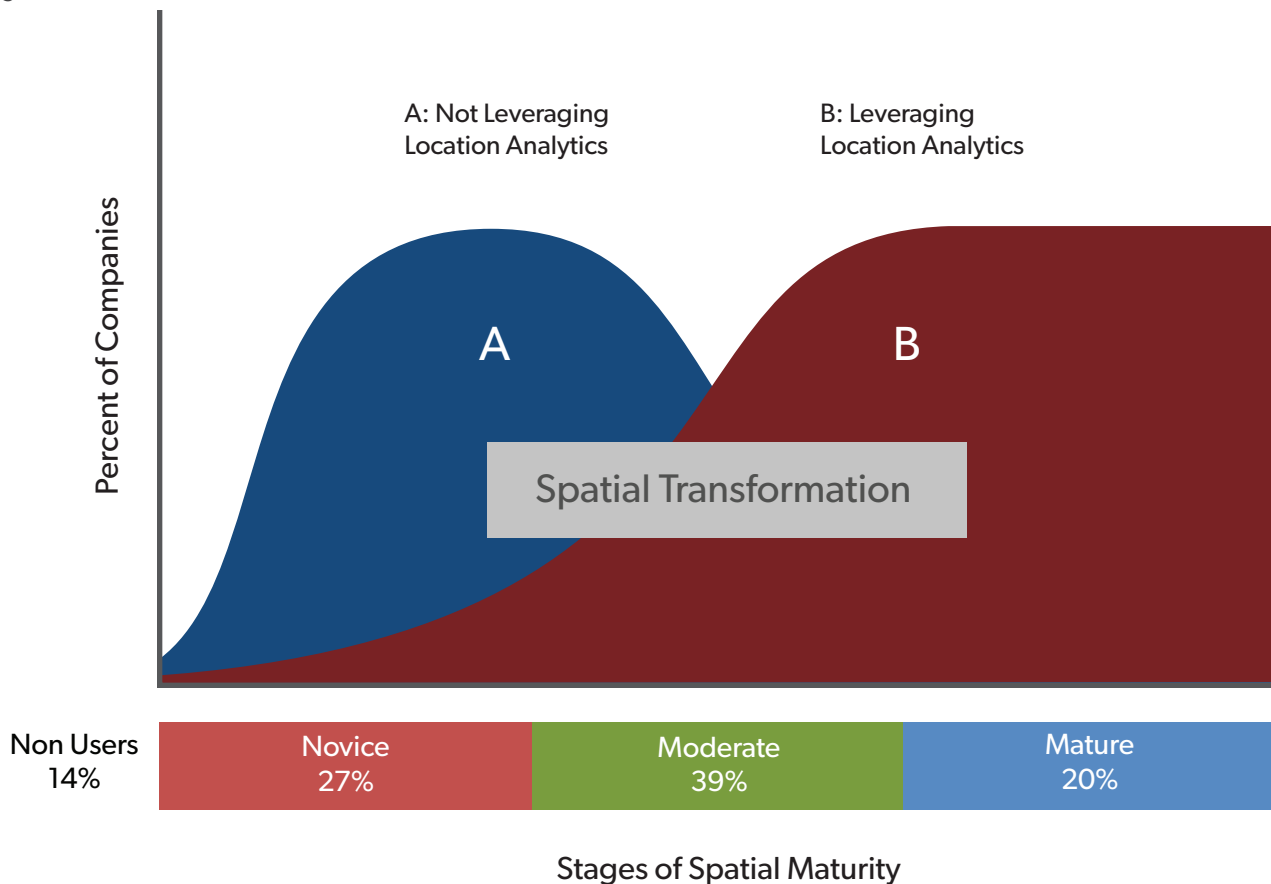 A: Not Leveraging
Location Analytics
B: Leveraging
Location Analytics
Percent of Companies
A
B
Spatial Transformation
Non Users
14%
Novice
27%
Moderate
39%
Mature
20%
Stages of Spatial Maturity